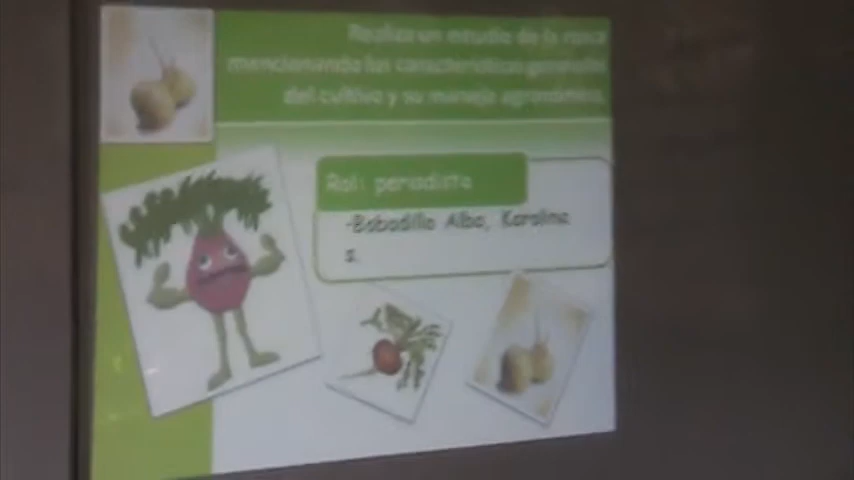 Realiza un estudio de la maca
mencionando las características generales
del cultivo y su manejo agronómico.
Rol: periodista
-Bobadilla Alba, Karolina
s.